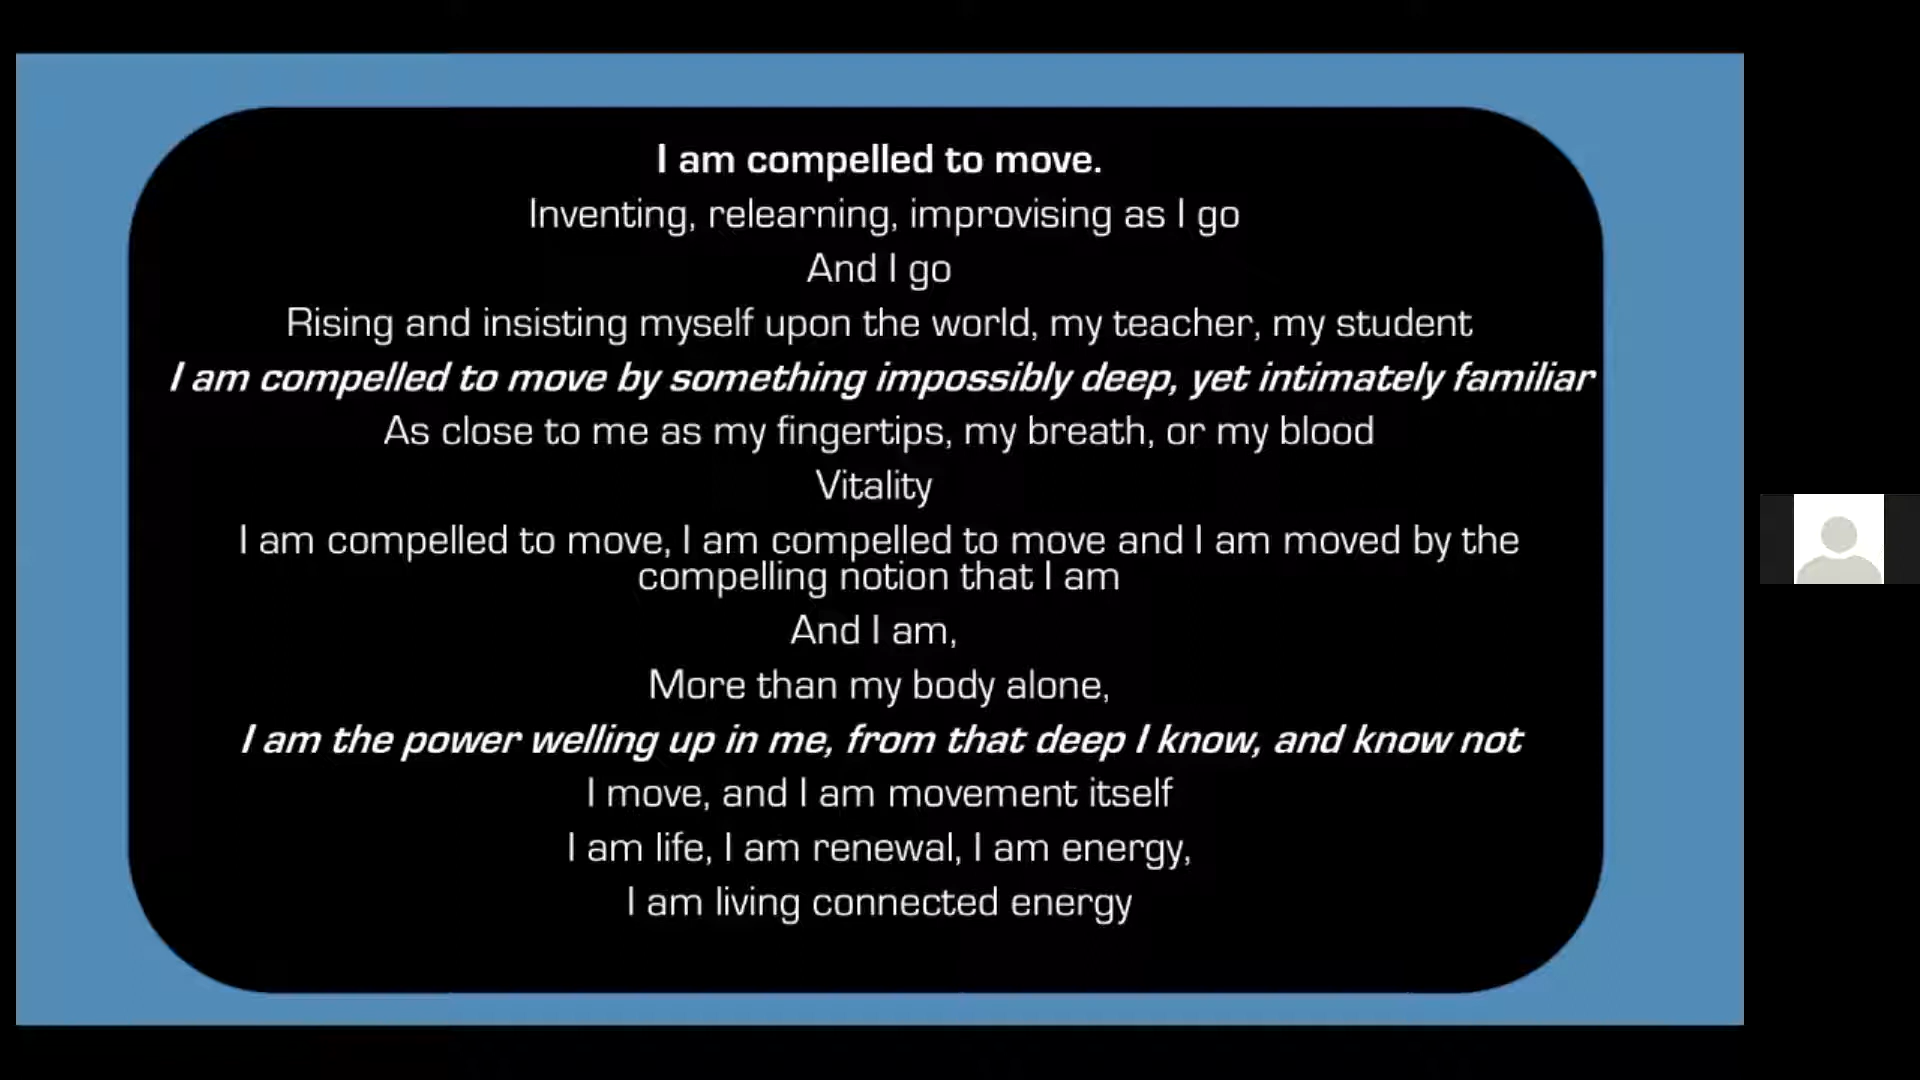 I am compelled to move.
Inventing, relearning, improvising as I go
And I go
Rising and insisting myself upon the world, my teacher, my student
I am compelled to move by something impossibly deep, yet intimately familiar
As close to me as my fingertips, my breath, or my blood
Vitality
I am compelled to move, I am compelled to move and I am moved by the
compelling notion that I am
And I am,
More than my body alone,
I am the power welling up in me, from that deep I know, and know not
I move, and I am movement itself
I am life, I am renewal, I am energy,
I am living connected energy